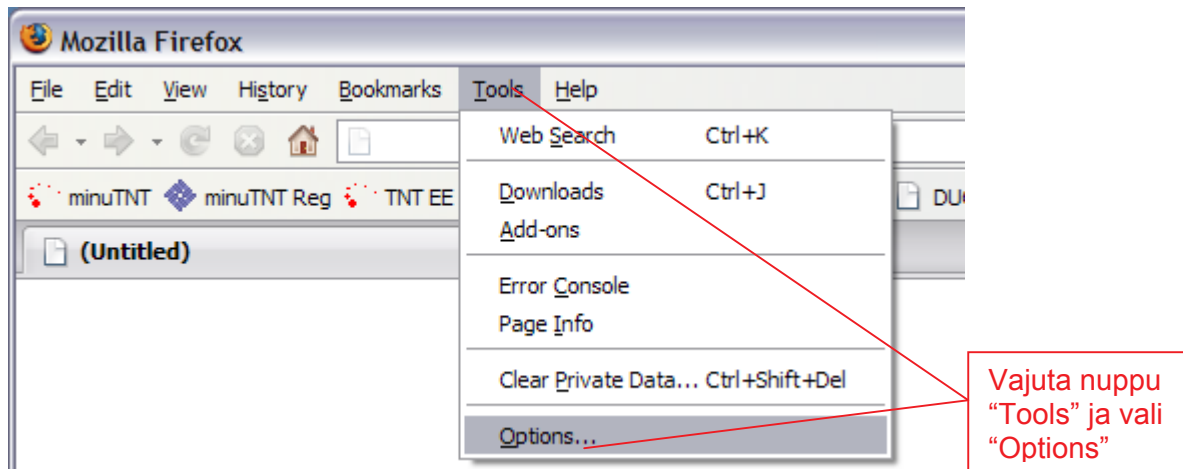 Mozilla Firefox
File Edit View History Bookmarks Tools Help
Web Search Ctrl+K
minuTNT minuTNT Reg TNT EE
Downloads Ctrl+J
Add-ons
(Untitled)
Error Console
Page Info
Clear Private Data... Ctrl+Shift+Del
Options...
Vajuta nuppu
“Tools” ja vali
“Options”